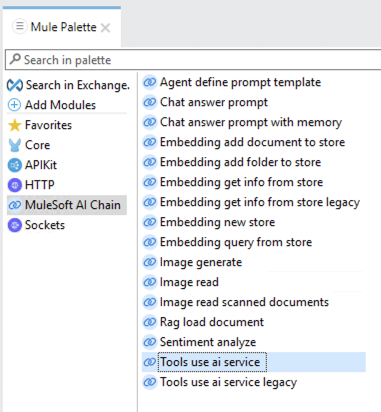 Mule Palette
Search in palette
Search in Exchange.
Add Modules
Favorites
Core
APIKit
HTTP
MuleSoft AI Chain
Sockets
Agent define prompt template
Chat answer prompt
Chat answer prompt with memory
Embedding add document to store
Embedding add folder to store
Embedding get info from store
Embedding get info from store legacy
Embedding new store
Embedding query from store
Image generate
Image read
Image read scanned documents
Rag load document
Sentiment analyze
Tools use ai service
Tools use ai service legacy